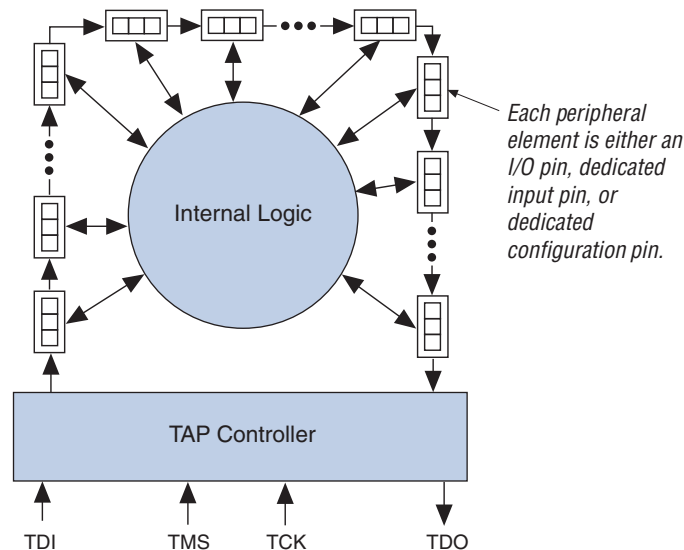 Internal Logic
Each peripheral
element is either an
I/O pin, dedicated
input pin, or
dedicated
configuration pin.
TAP Controller
TDI
TMS
TCK
TDO